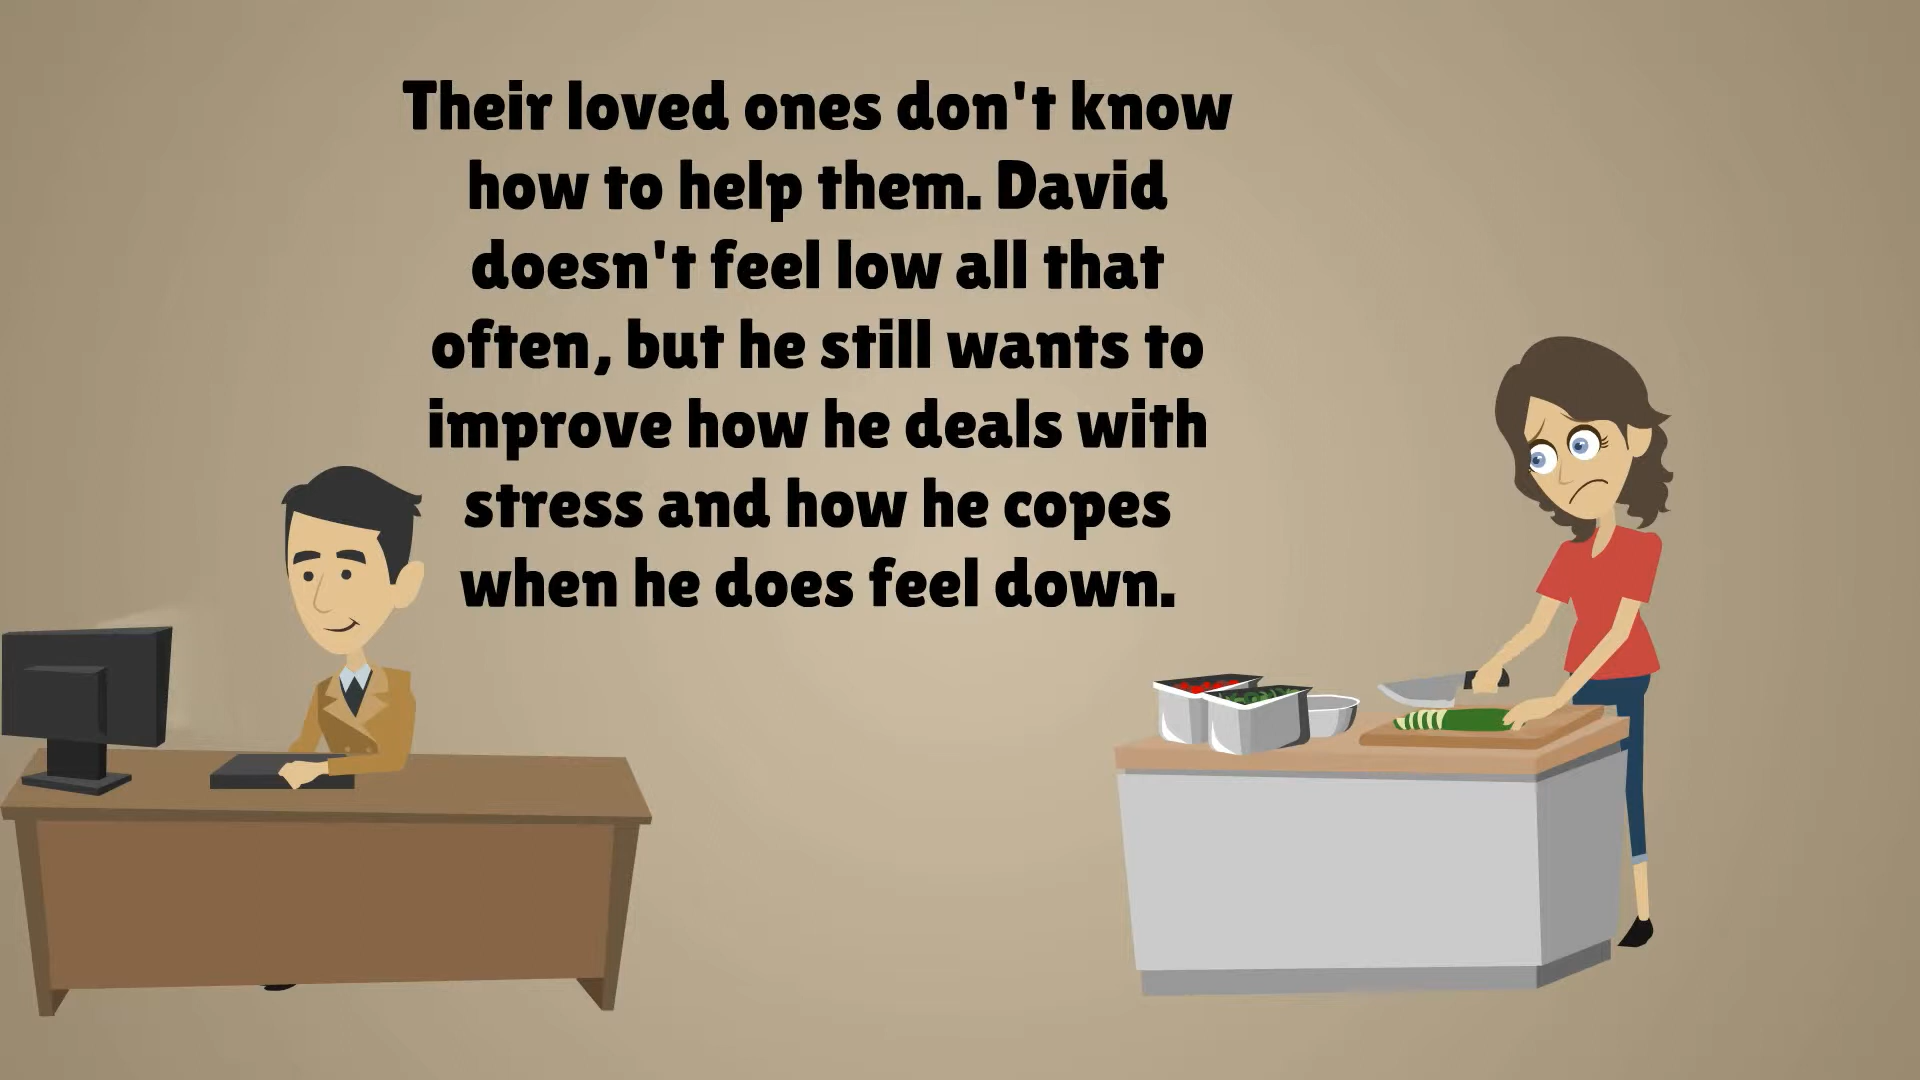 Their loved ones don't know
how to help them. David
doesn't feel low all that
often, but he still wants to
improve how he deals with
stress and how he copes
when he does feel down.